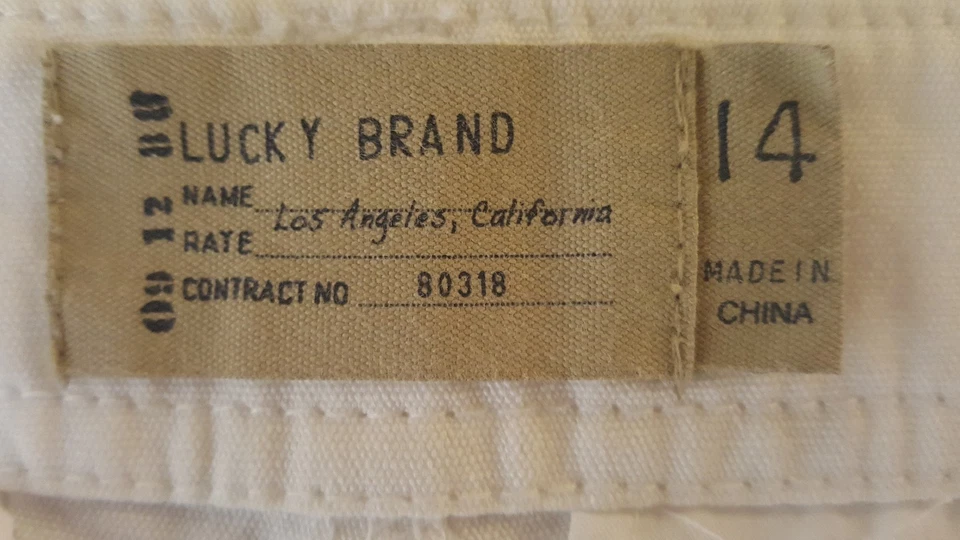 LUCKY BRAND
NAME
Los Angeles, California
RATE
CONTRACT NO 80318
14
MADE IN
CHINA